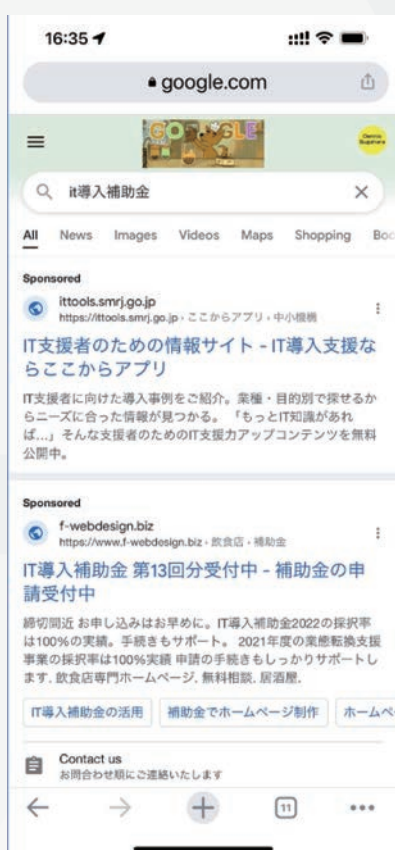 16:35
google.com
GOOGLE
it導入補助金
All News Images Videos Maps Shopping Boo
Sponsored
ittools.smrj.go.jp
https://ittools.smrj.go.jp › ここからアプリ › 中小機構
IT支援者のための情報サイト - IT導入支援な
らここからアプリ
IT支援者に向けた導入事例をご紹介。業種・目的別で探せるか
らニーズに合った情報が見つかる。 「もっとIT知識があれ
ば...」そんな支援者のためのIT支援力アップコンテンツを無料
公開中。
Sponsored
f-webdesign.biz
https://www.f-webdesign.biz › 飲食店 › 補助金
IT導入補助金 第13回分受付中 - 補助金の申
請受付中
締切間近 お申し込みはお早めに。IT導入補助金2022の採択率
は100%の実績。手続きもサポート。 2021年度の業態転換支援
事業の採択率は100%実績 申請の手続きもしっかりサポートし
ます. 飲食店専門ホームページ. 無料相談. 居酒屋.
IT導入補助金の活用 補助金でホームページ制作 ホームペ
Contact us
お問合わせ順にご連絡いたします
11